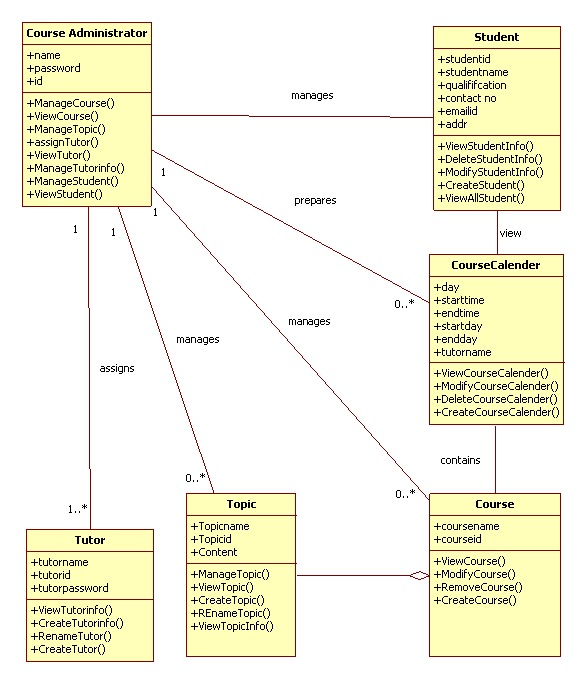 Course Administrator
+name
+password
+id
+ManageCourse()
+ViewCourse()
+ManageTopic()
+assignTutor()
+ViewTutor()
+ManageTutorinfo()
+ManageStudent()
+ViewStudent()
manages
Student
+studentid
+studentname
+qualififcation
+contact no
+emailid
+addr
+ViewStudentInfo()
+DeleteStudentInfo()
+ModifyStudentInfo()
+CreateStudent()
+ViewAllStudent()
view
1
prepares
0..*
1
manages
0..*
1
manages
0..*
1
assigns
1..*
CourseCalender
+day
+starttime
+endtime
+startday
+endday
+tutorname
+ViewCourseCalender()
+ModifyCourseCalender()
+DeleteCourseCalender()
+CreateCourseCalender()
contains
Tutor
+tutorname
+tutorid
+tutorpassword
+ViewTutorinfo()
+CreateTutorinfo()
+RenameTutor()
+CreateTutor()
Topic
+Topicname
+Topicid
+Content
+ManageTopic()
+ViewTopic()
+CreateTopic()
+REnameTopic()
+ViewTopicInfo()
Course
+coursename
+courseid
+ViewCourse()
+ModifyCourse()
+RemoveCourse()
+CreateCourse()